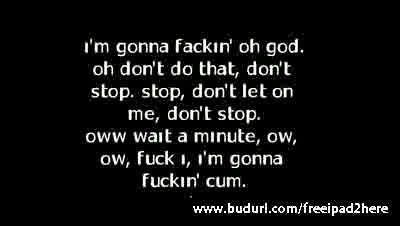 i'm gonna fackin' oh god.
oh don't do that, don't
stop. stop, don't let on
me, don't stop.
oww wait a minute, ow,
ow, fuck i, i'm gonna
fuckin' cum.
www.budurl.com/freeipad2here